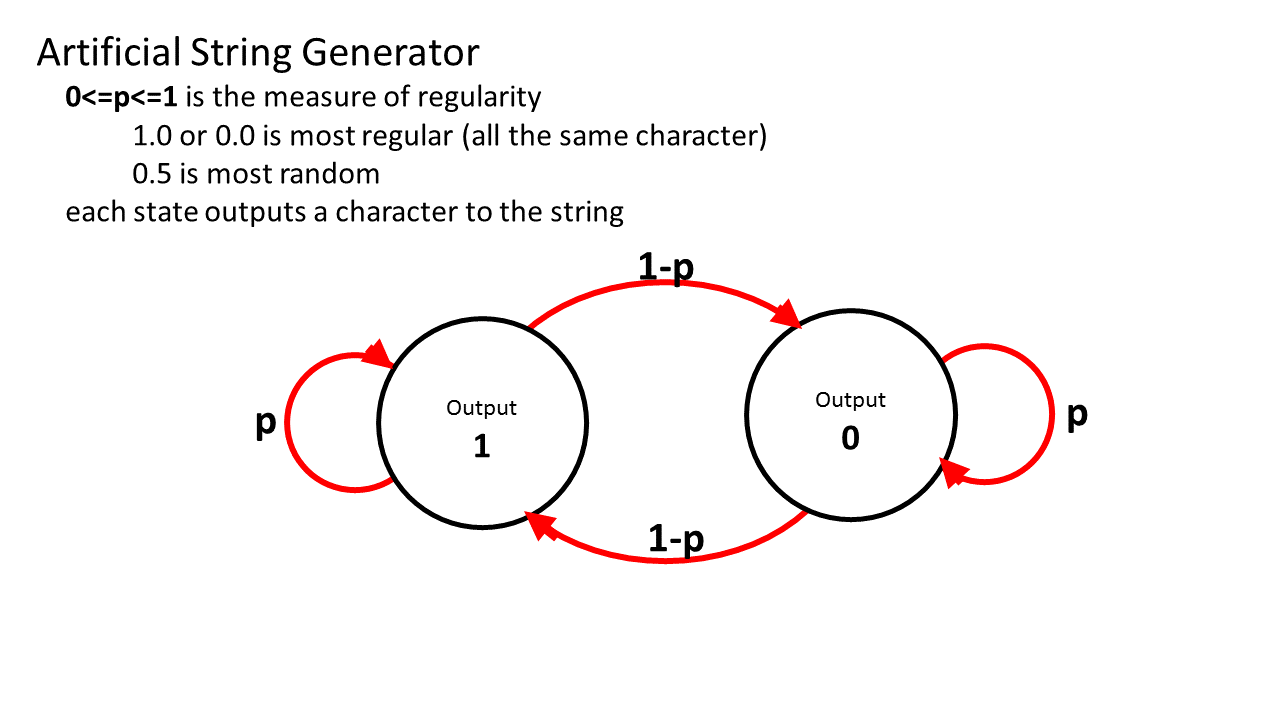 Artificial String Generator
0<=p<=1 is the measure of regularity
1.0 or 0.0 is most regular (all the same character)
0.5 is most random
each state outputs a character to the string
1-p
Output
1
Output
0
p
p
1-p